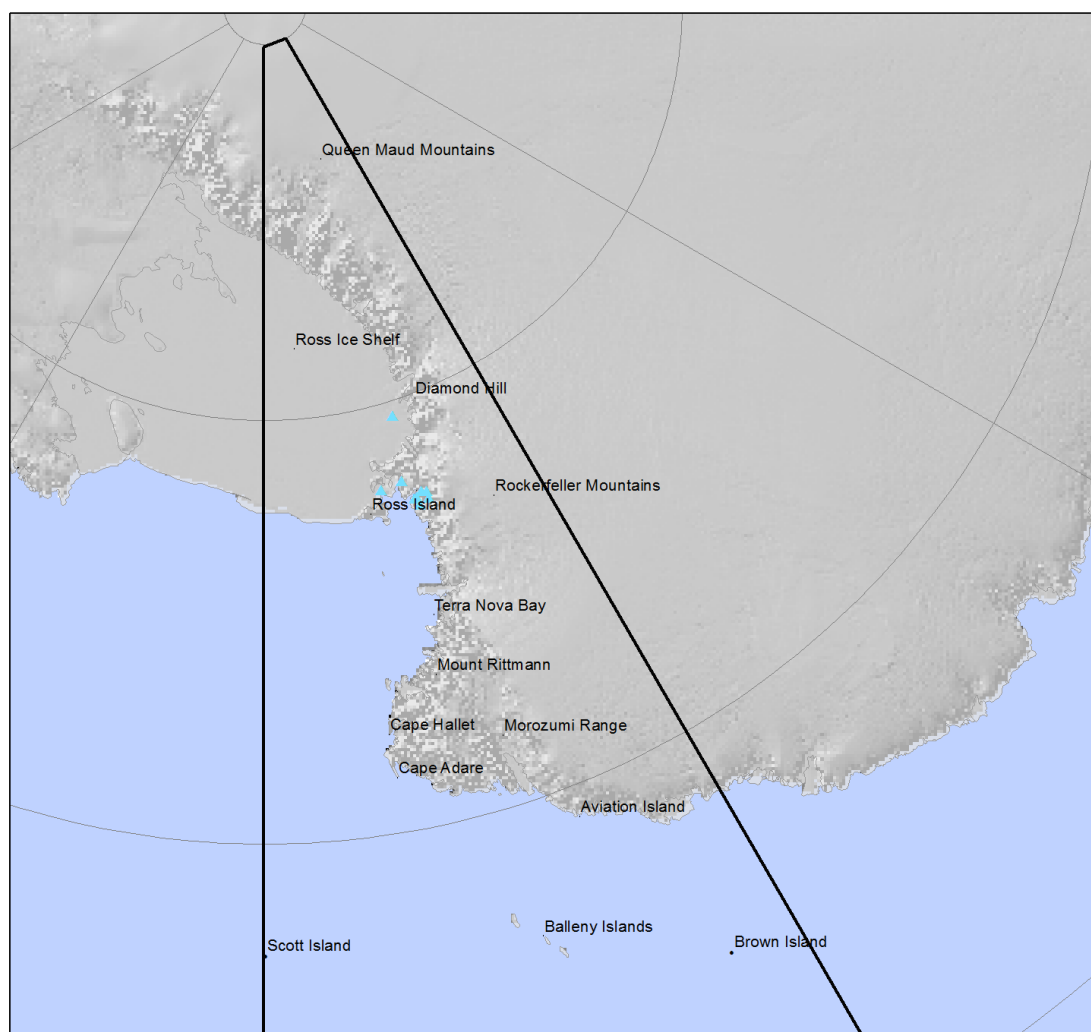 Queen Maud Mountains
Ross Ice Shelf
Diamond Hill
Rockerfeller Mountains
Ross Island
Terra Nova Bay
Mount Rittmann
Cape Hallet
Morozumi Range
Cape Adare
Aviation Island
Balleny Islands
Brown Island
Scott Island